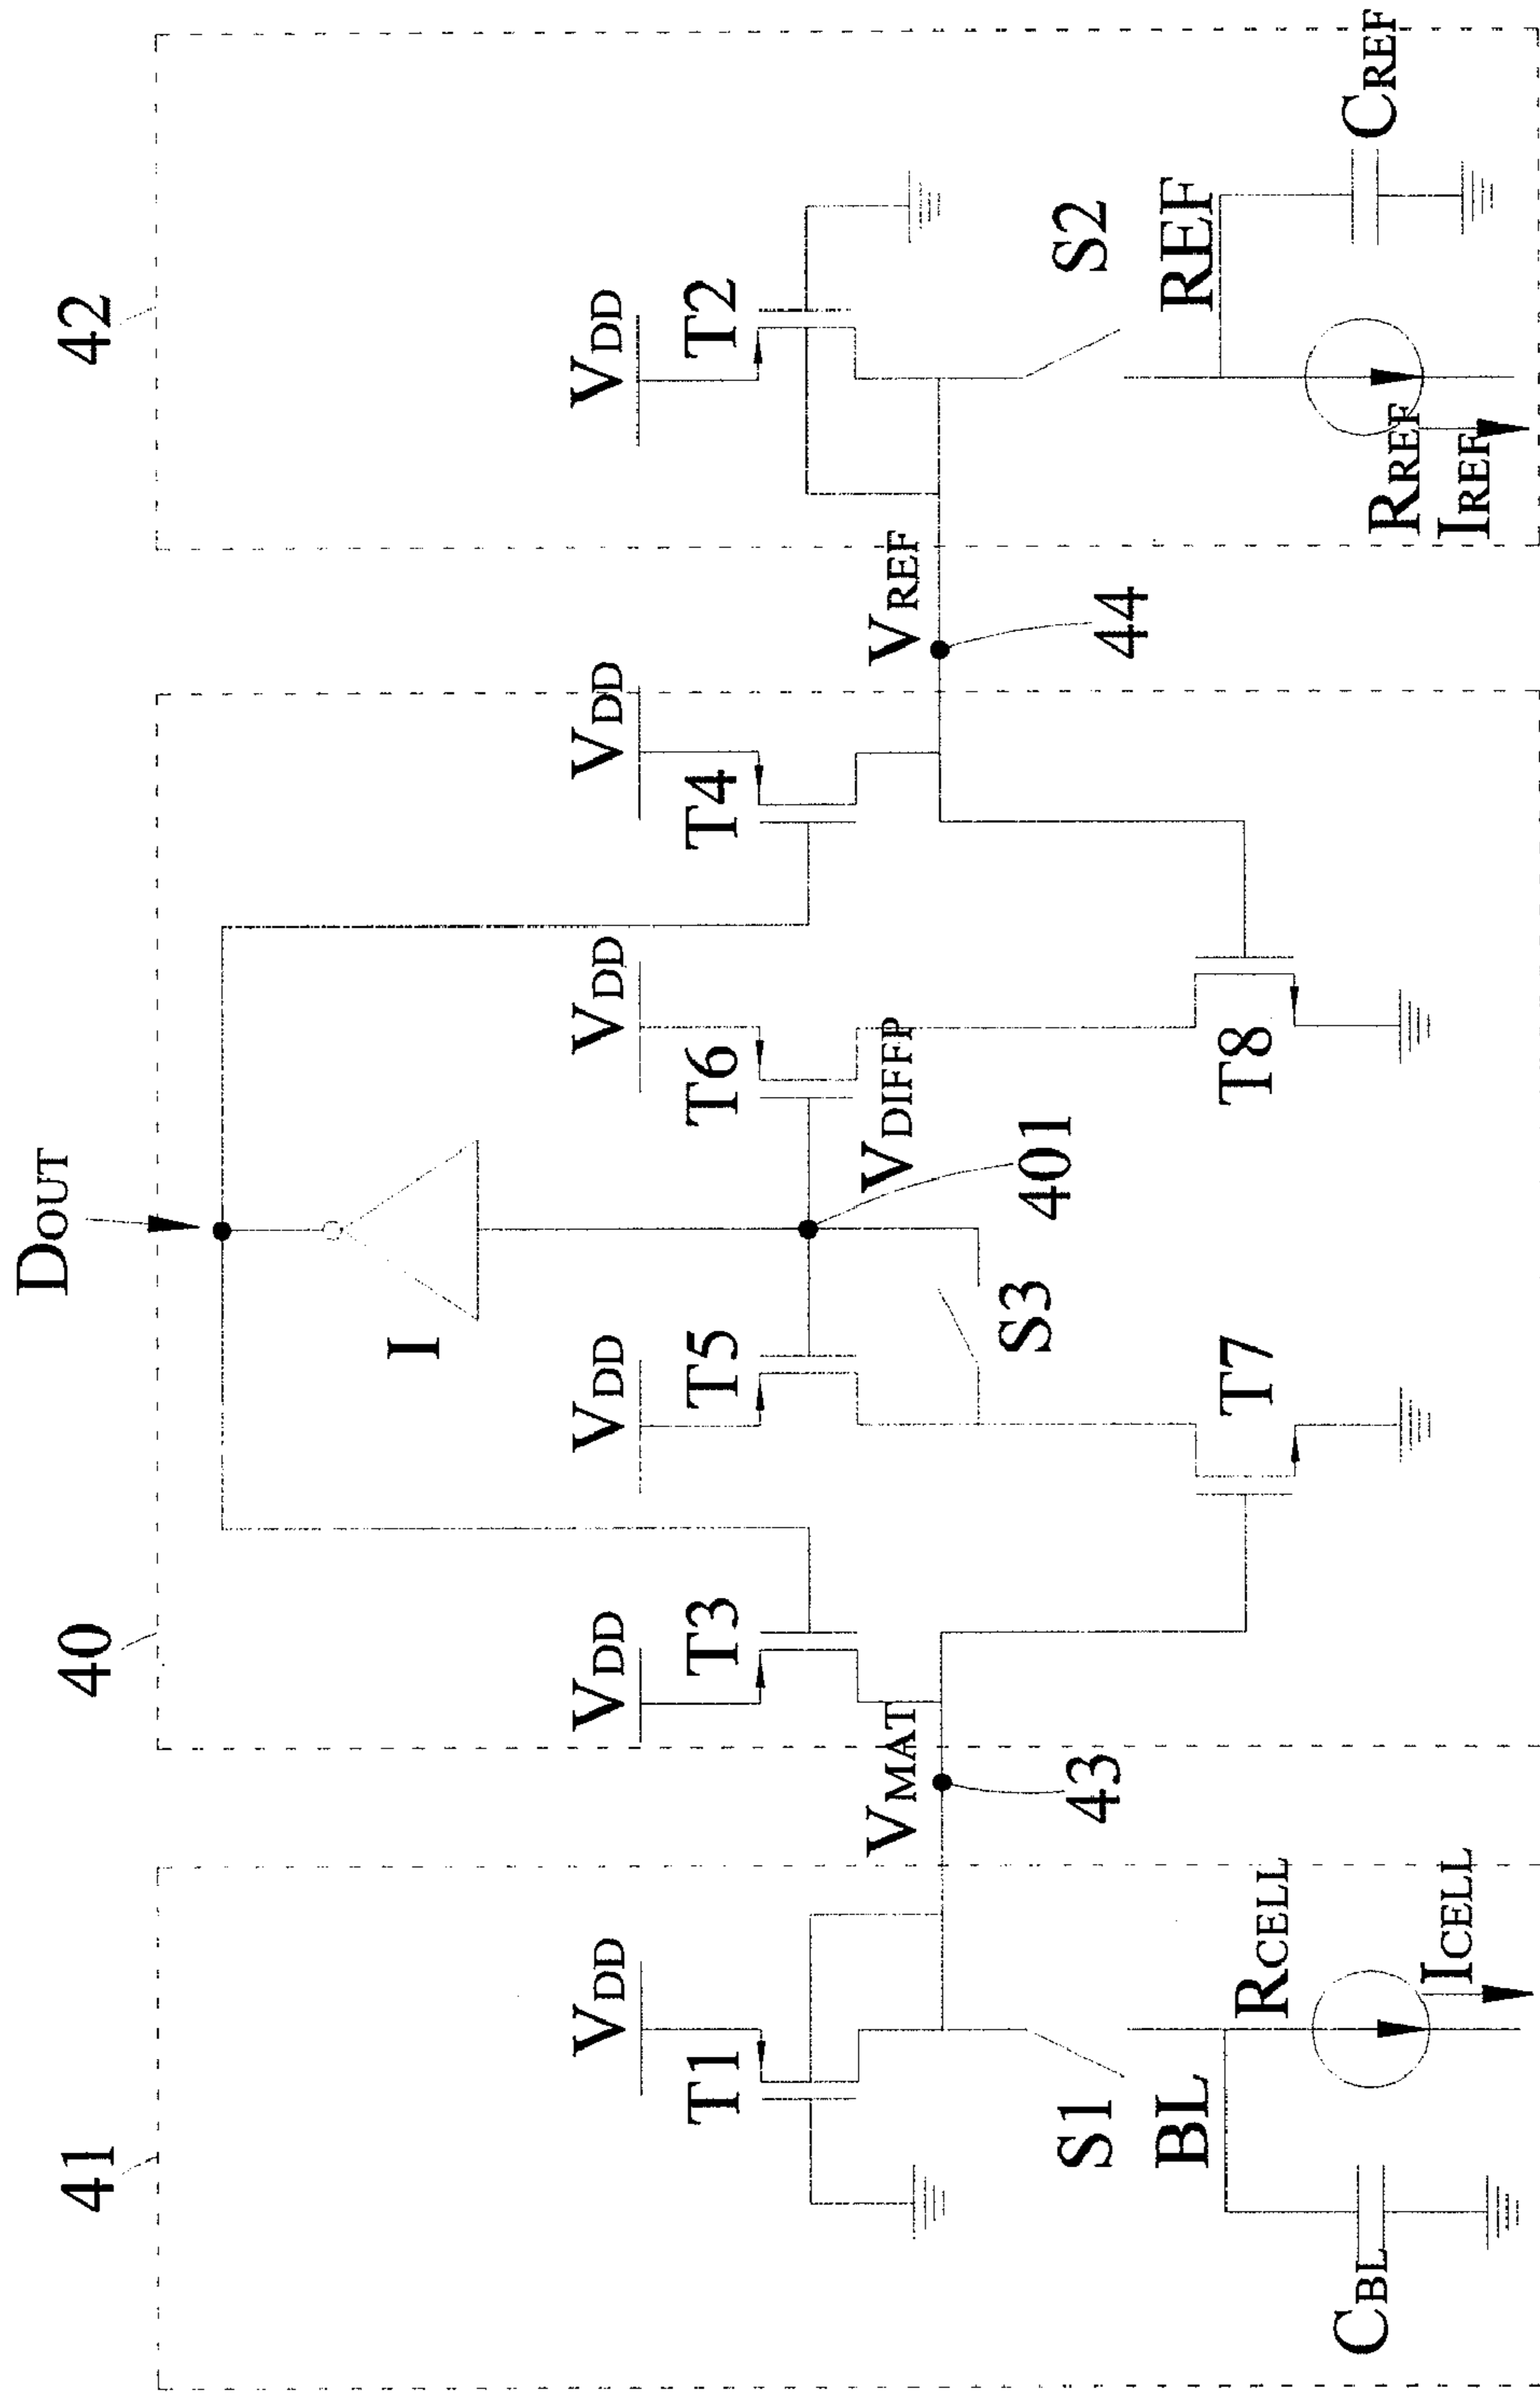 DOUT
41
40
42
I
VDD
VDD
VDD
VDD
VDD
VDD
T1
T3
T5
T6
T4
T2
VMAT
VDIFFP
VREF
43
S3
401
44
S1
S2
BL
RCELL
T7
T8
REF
CBL
ICELL
RREF
IREF
CREF